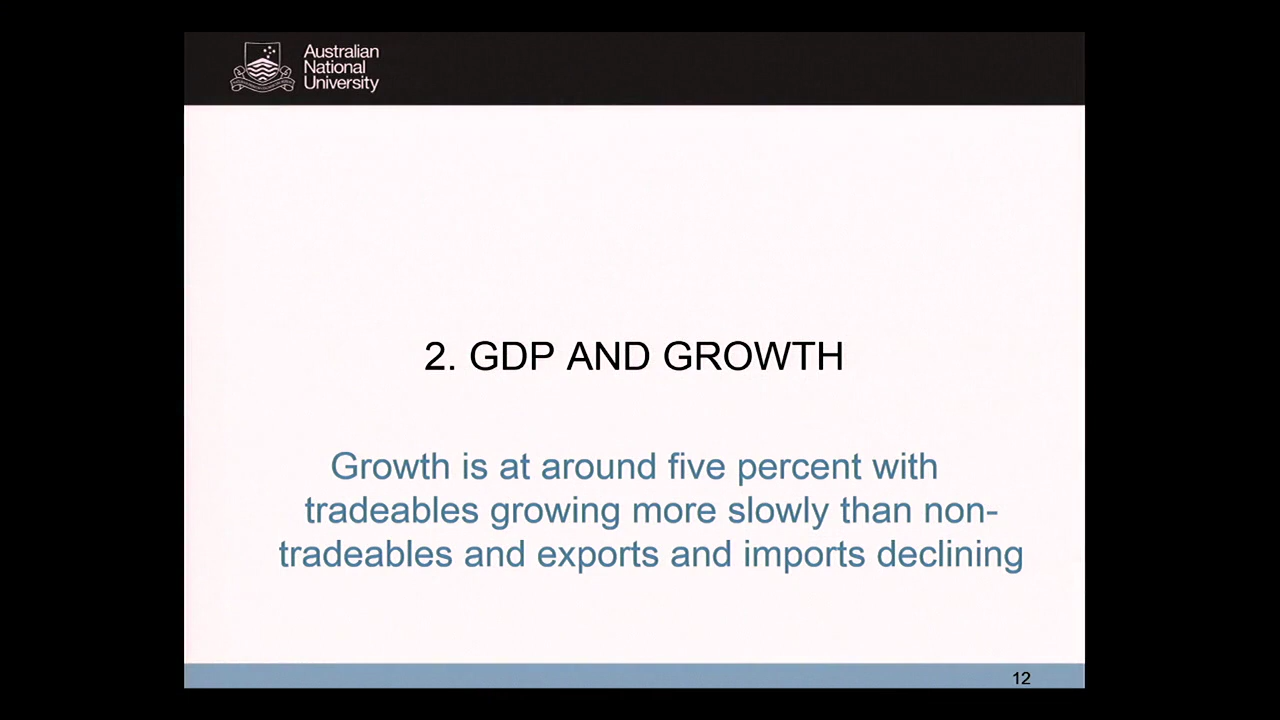 Australian
National
University
2. GDP AND GROWTH
Growth is at around five percent with
tradeables growing more slowly than non-
tradeables and exports and imports declining
12